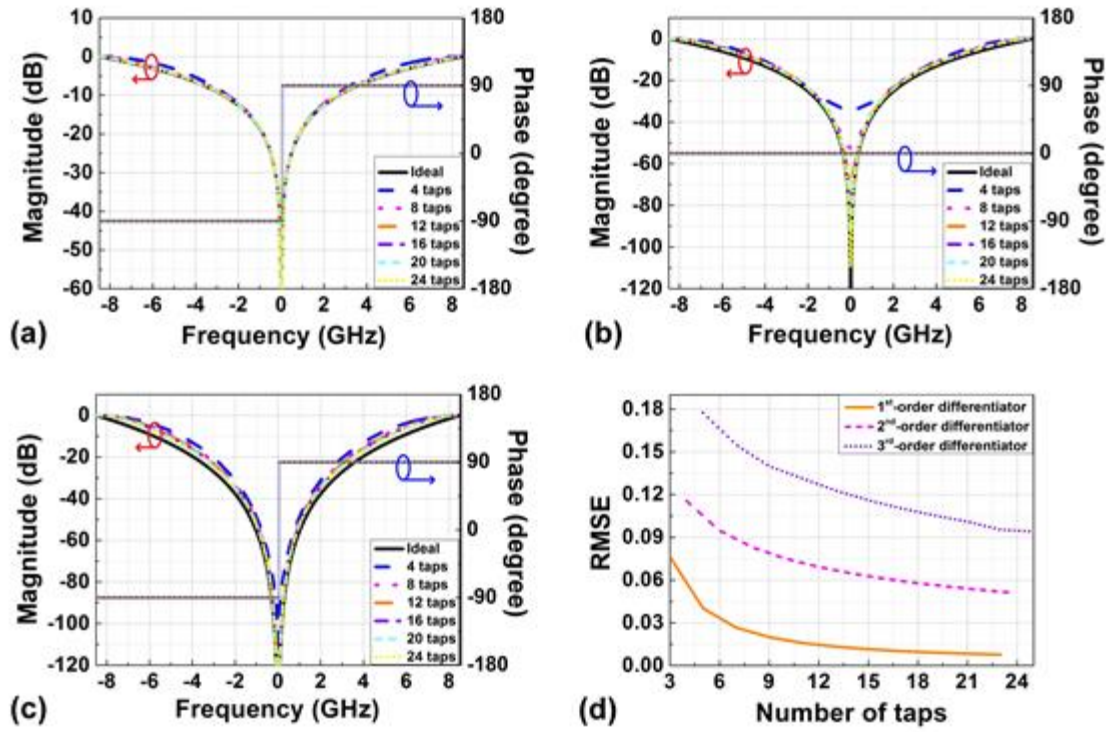 Magnitude (dB)
10
0
-10
-20
-30
-40
-50
-60
180
90
0
-90
-180
Phase (degree)
Ideal
4 taps
8 taps
12 taps
16 taps
20 taps
24 taps
-8 -6 -4 -2 0 2 4 6 8
Frequency (GHz)
(a)
Magnitude (dB)
0
-20
-40
-60
-80
-100
-120
180
90
0
-90
-180
Phase (degree)
Ideal
4 taps
8 taps
12 taps
16 taps
20 taps
24 taps
-8 -6 -4 -2 0 2 4 6 8
Frequency (GHz)
(b)
Magnitude (dB)
0
-20
-40
-60
-80
-100
-120
180
90
0
-90
-180
Phase (degree)
Ideal
4 taps
8 taps
12 taps
16 taps
20 taps
24 taps
-8 -6 -4 -2 0 2 4 6 8
Frequency (GHz)
(c)
RMSE
0.18
0.15
0.12
0.09
0.06
0.03
0.00
1st-order differentiator
2nd-order differentiator
3rd-order differentiator
3 6 9 12 15 18 21 24
Number of taps
(d)